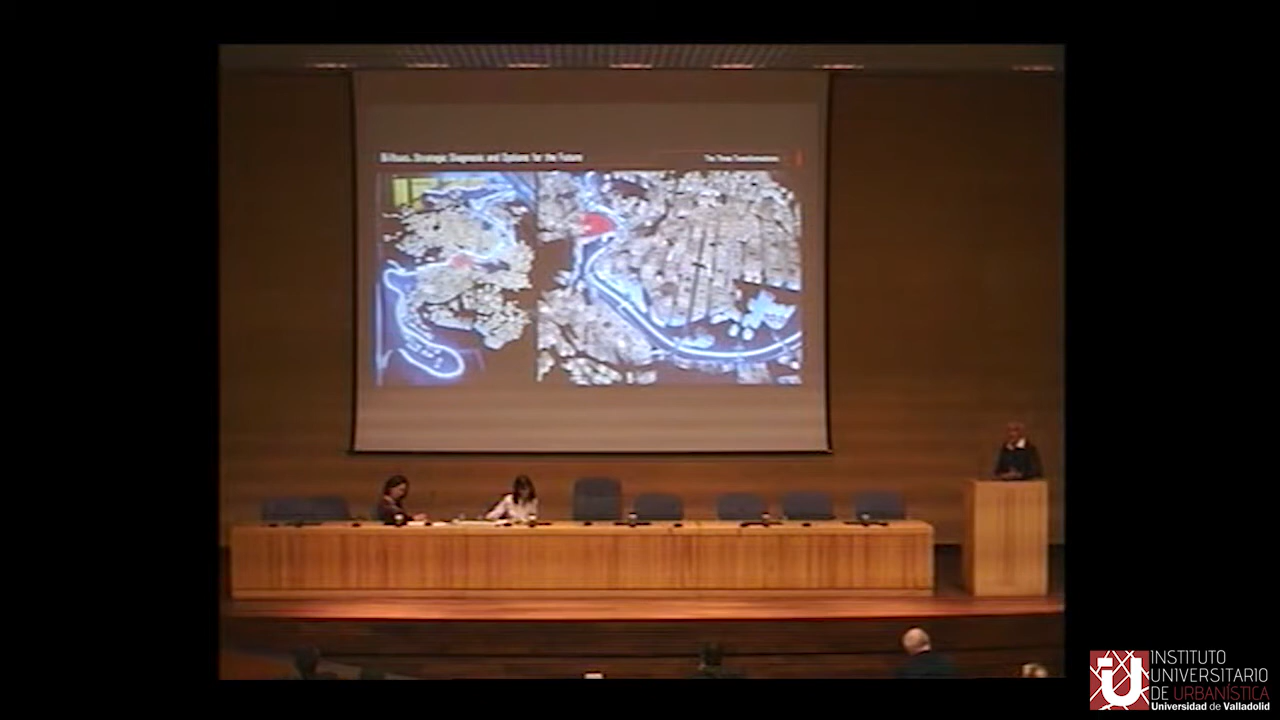 Bilbao. Strategic Diagnosis and Options for the Future
The Three Transformations
INSTITUTO
UNIVERSITARIO
DE URBANÍSTICA
Universidad de Valladolid